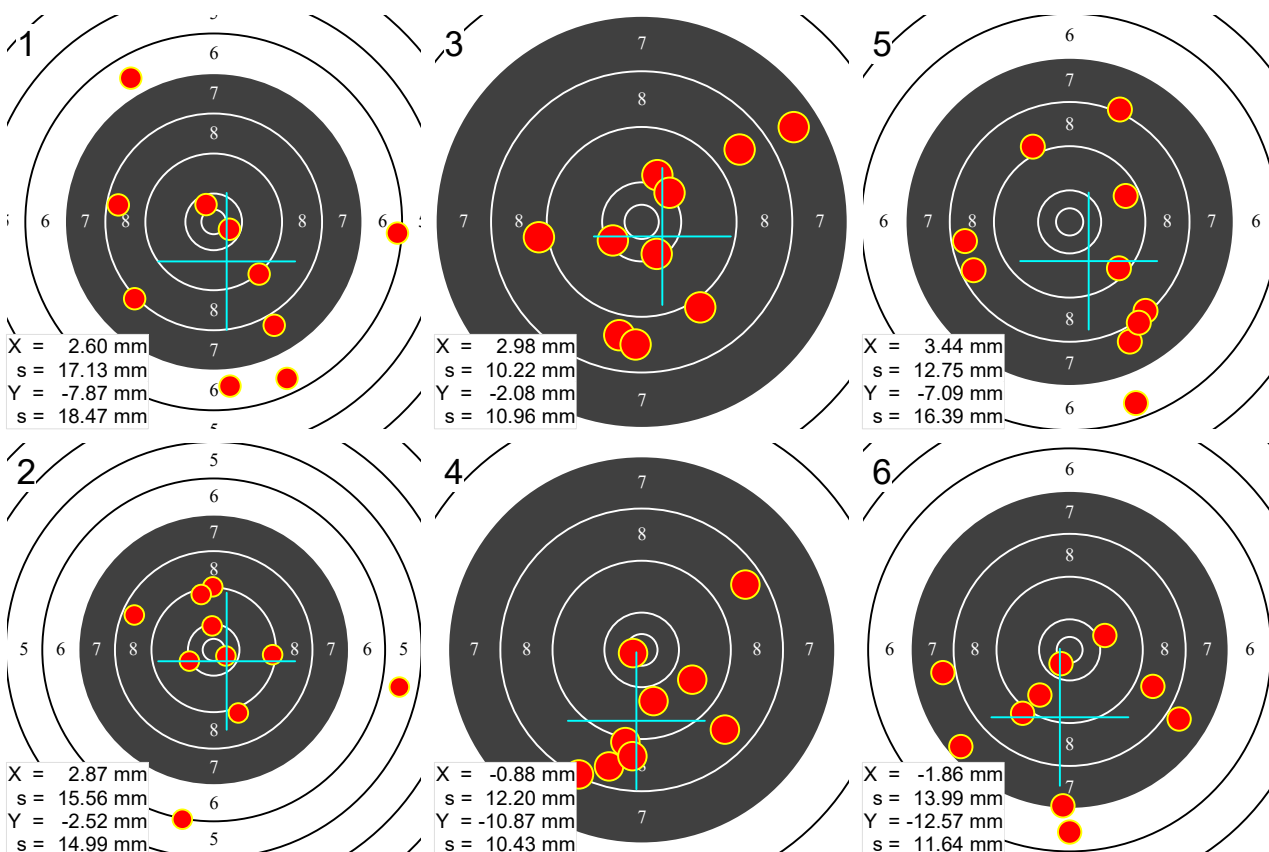 1
6
7
8
6 7 8 8 7 6 5
8
7
6
5
X = 2.60 mm
s = 17.13 mm
Y = -7.87 mm
s = 18.47 mm
3
7
8
8
8
7
X = 2.98 mm
s = 10.22 mm
Y = -2.08 mm
s = 10.96 mm
5
6
7
8
6 7 8 8 7 6
8
7
6
X = 3.44 mm
s = 12.75 mm
Y = -7.09 mm
s = 16.39 mm
2
5
6
7
8
5 6 7 8 8 7 6 5
8
7
6
5
X = 2.87 mm
s = 15.56 mm
Y = -2.52 mm
s = 14.99 mm
4
7
8
7 8 8 7
8
7
X = -0.88 mm
s = 12.20 mm
Y = -10.87 mm
s = 10.43 mm
6
6
7
8
6 7 8 8 7 6
8
7
X = -1.86 mm
s = 13.99 mm
Y = -12.57 mm
s = 11.64 mm